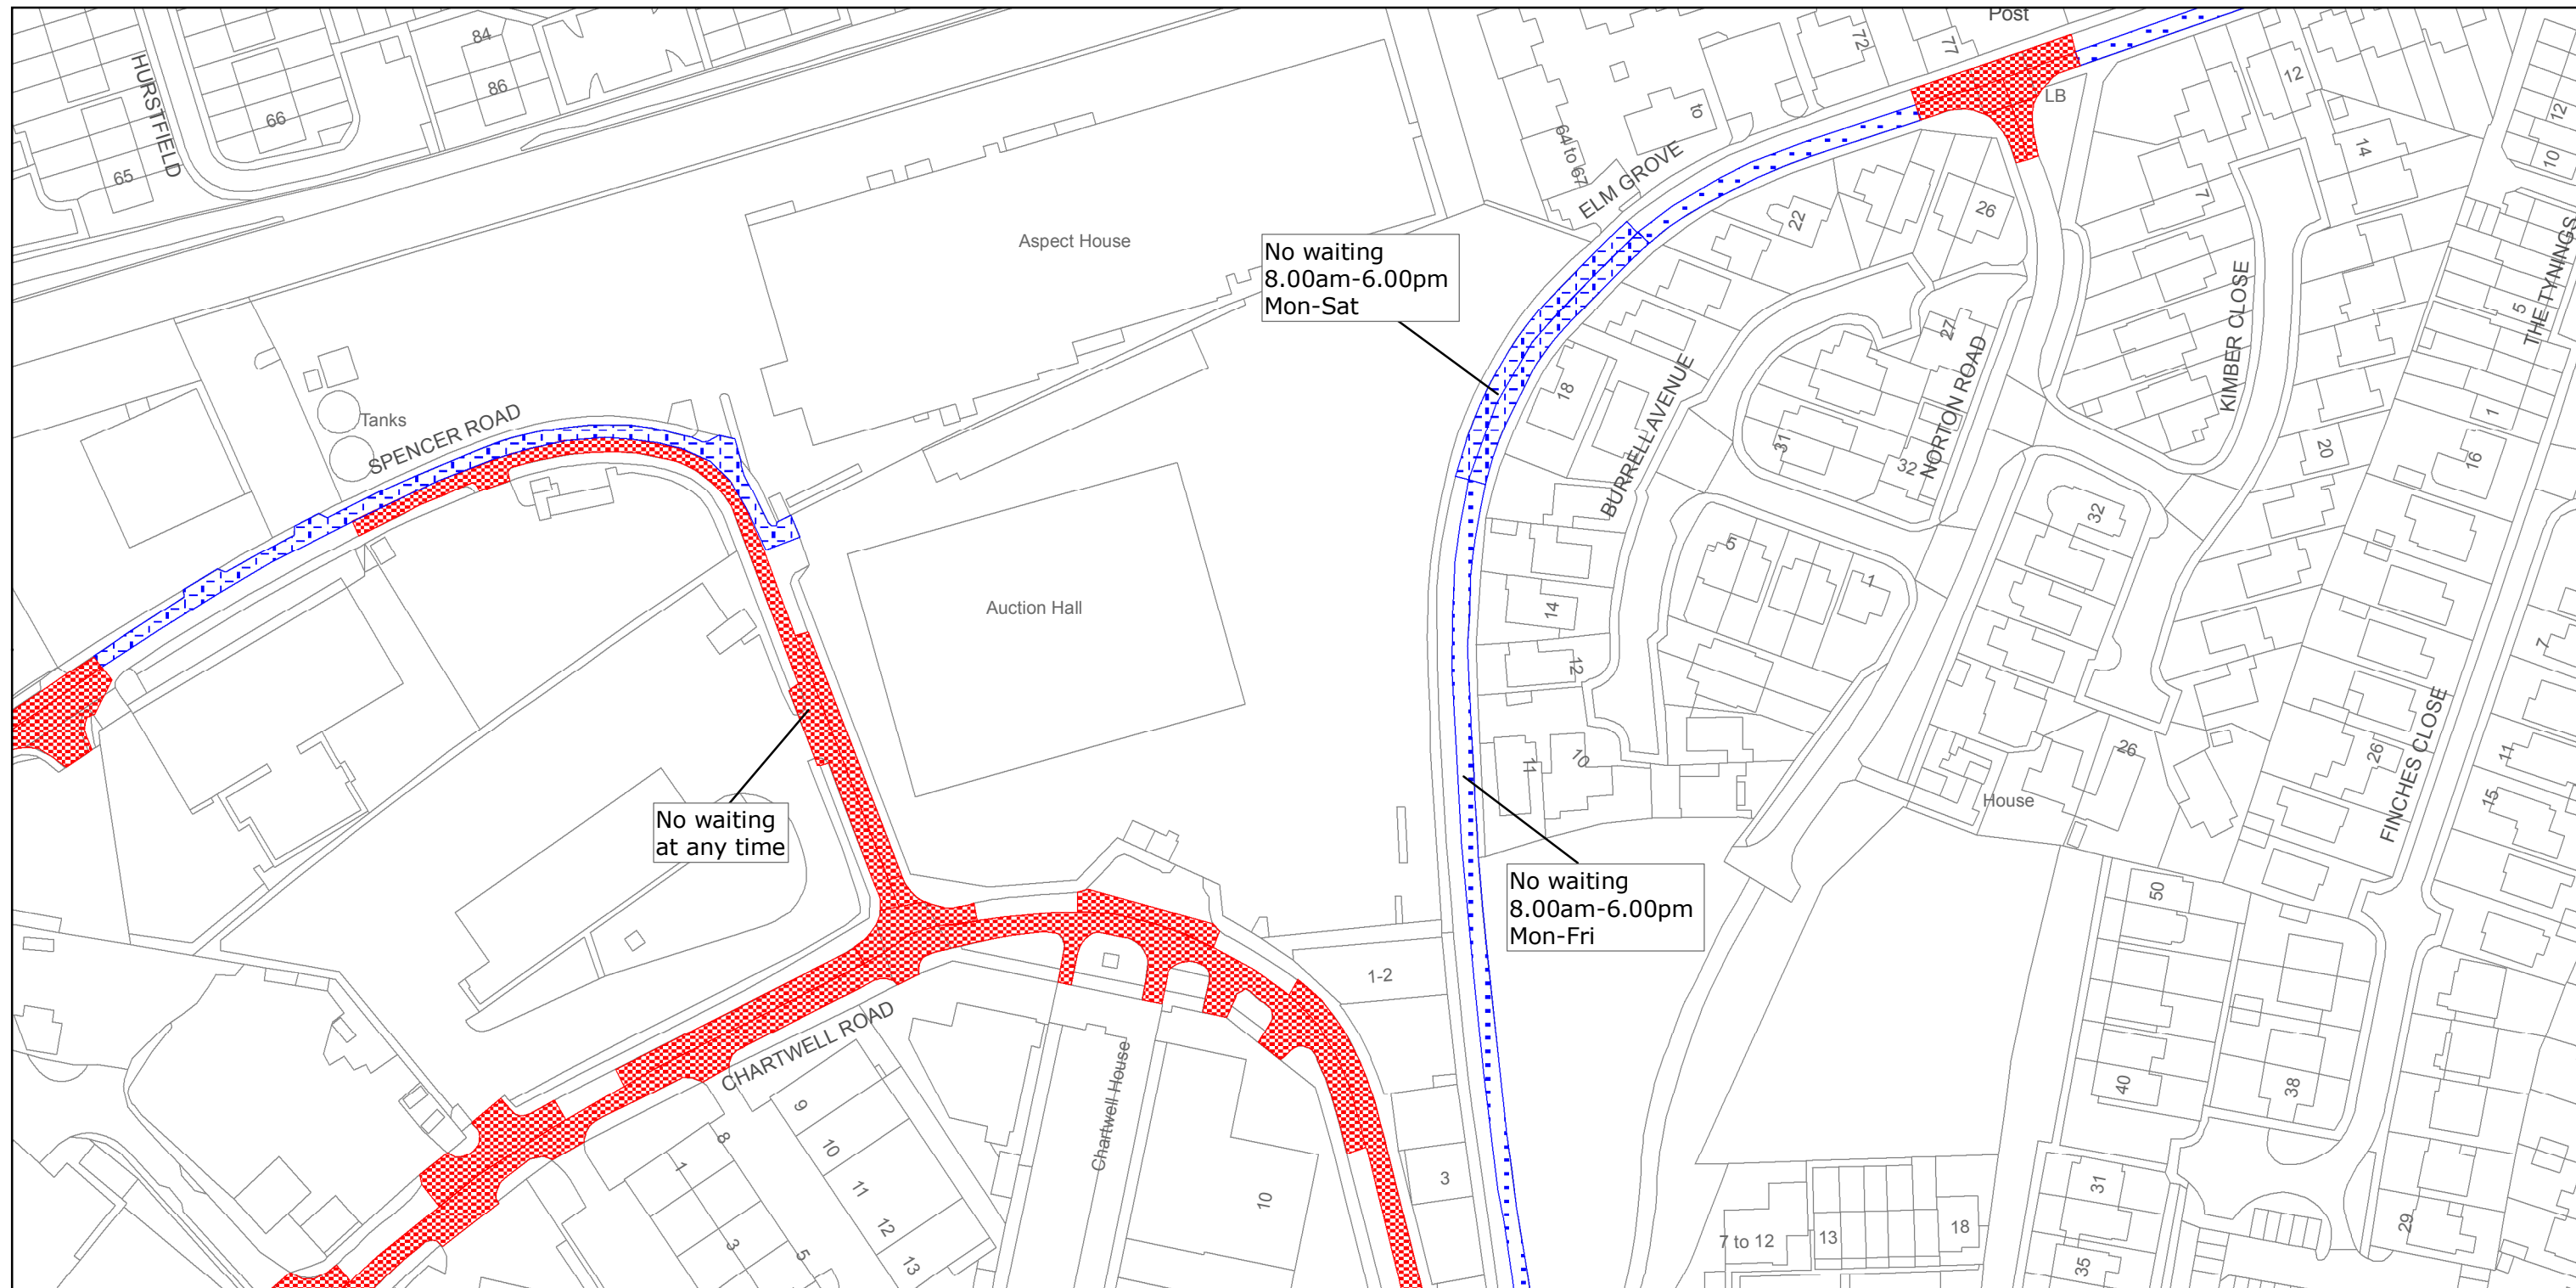 Post
84
72
77
86
12
HURSTFIELD
66
LB
12
to
64 to 67
14
10
65
ELM GROVE
7
22
26
Aspect House
THE TYNINGS
No waiting
8.00am-6.00pm
Mon-Sat
5
KIMBER CLOSE
27
NORTON ROAD
BURRELL AVENUE
18
Tanks
SPENCER ROAD
1
31
20
16
32
32
5
1
Auction Hall
14
12
7
No waiting
at any time
11
10
26
26
11
House
15
FINCHES CLOSE
No waiting
8.00am-6.00pm
Mon-Fri
50
1-2
CHARTWELL ROAD
Chartwell House
40
38
9
8
10
1
11
12
13
3
5
10
3
31
29
7 to 12
13
18
35